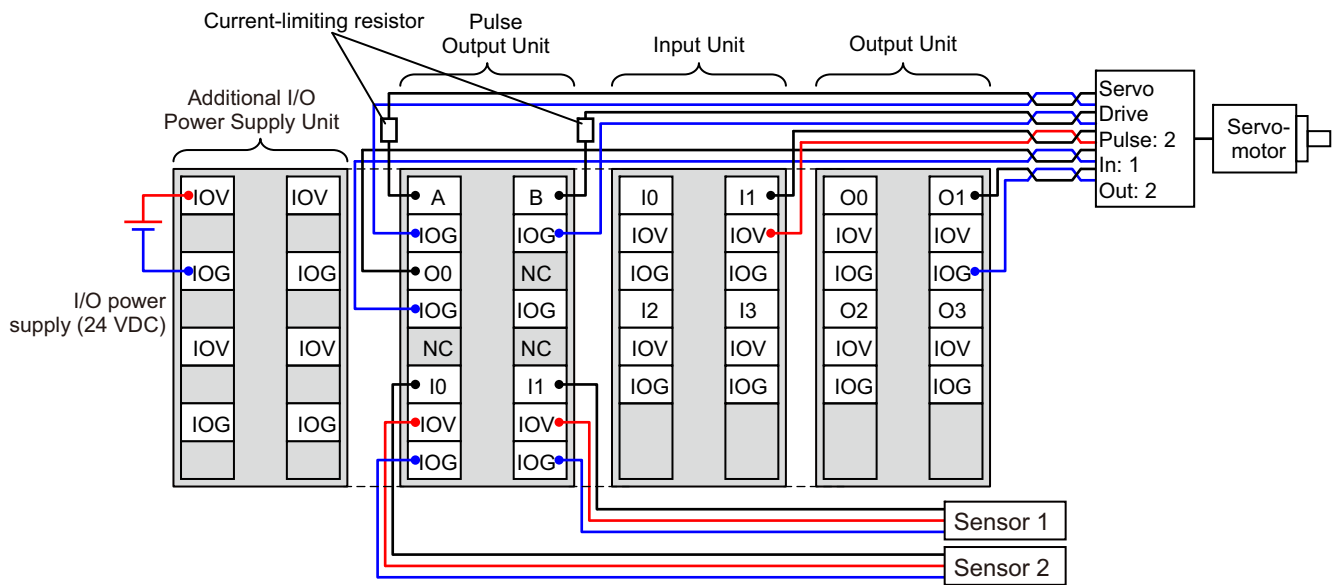 Current-limiting resistor
Pulse
Output Unit
Input Unit
Output Unit
Additional I/O
Power Supply Unit
Servo
Drive
Pulse: 2
In: 1
Out: 2
Servo-
motor
I/O power
supply (24 VDC)
IOV IOV
IOG IOG
IOV IOV
IOG IOG
A B
IOG IOG
O0 NC
IOG IOG
NC NC
I0 I1
IOV IOV
IOG IOG
I0 I1
IOV IOV
IOG IOG
I2 I3
IOV IOV
IOG IOG
O0 O1
IOV IOV
IOG IOG
O2 O3
IOV IOV
IOG IOG
Sensor 1
Sensor 2